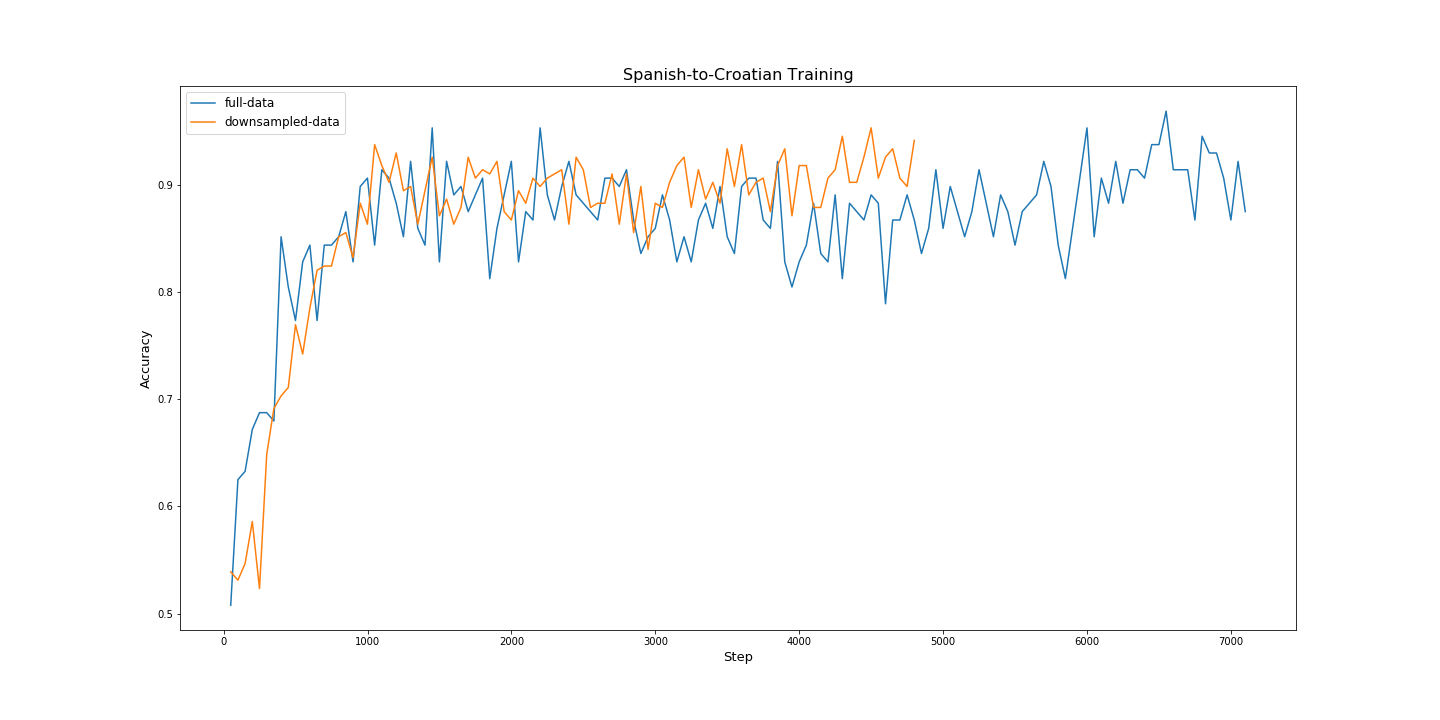 Spanish-to-Croatian Training
full-data
downsampled-data
Accuracy
0.9
0.8
0.7
0.6
0.5
0 1000 2000 3000 4000 5000 6000 7000
Step